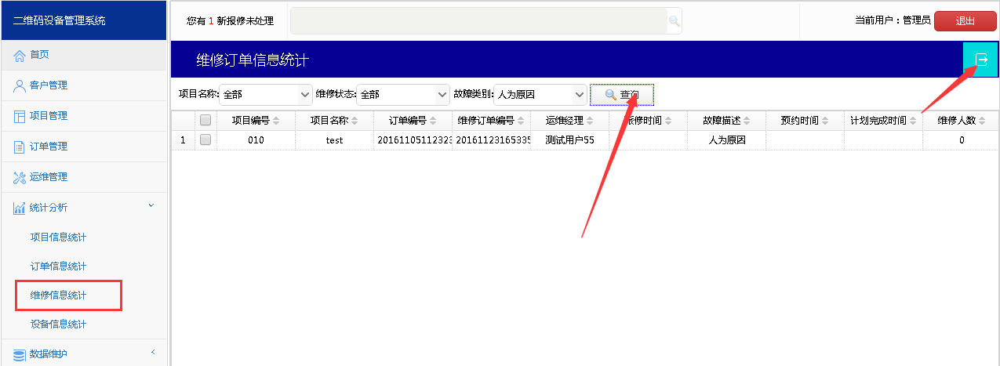 二维码设备管理系统
您有 1 新报修未处理
当前用户：管理员
退出
首页
客户管理
项目管理
订单管理
运维管理
统计分析
项目信息统计
订单信息统计
维修信息统计
设备信息统计
数据维护
维修订单信息统计
项目名称: 全部 维修状态: 全部 故障类别: 人为原因 查询
项目编号 项目名称 订单编号 维修订单编号 运维经理 派修时间 故障描述 预约时间 计划完成时间 维修人数
1 010 test 20161105112323 20161123165335 测试用户55 人为原因 0